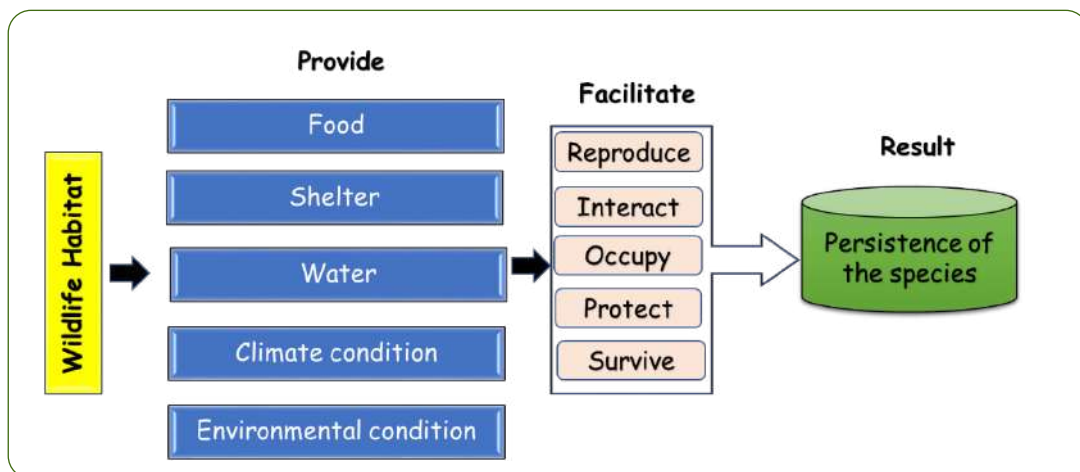 Wildlife Habitat
Provide
Food
Shelter
Water
Climate condition
Environmental condition
Facilitate
Reproduce
Interact
Occupy
Protect
Survive
Result
Persistence of
the species